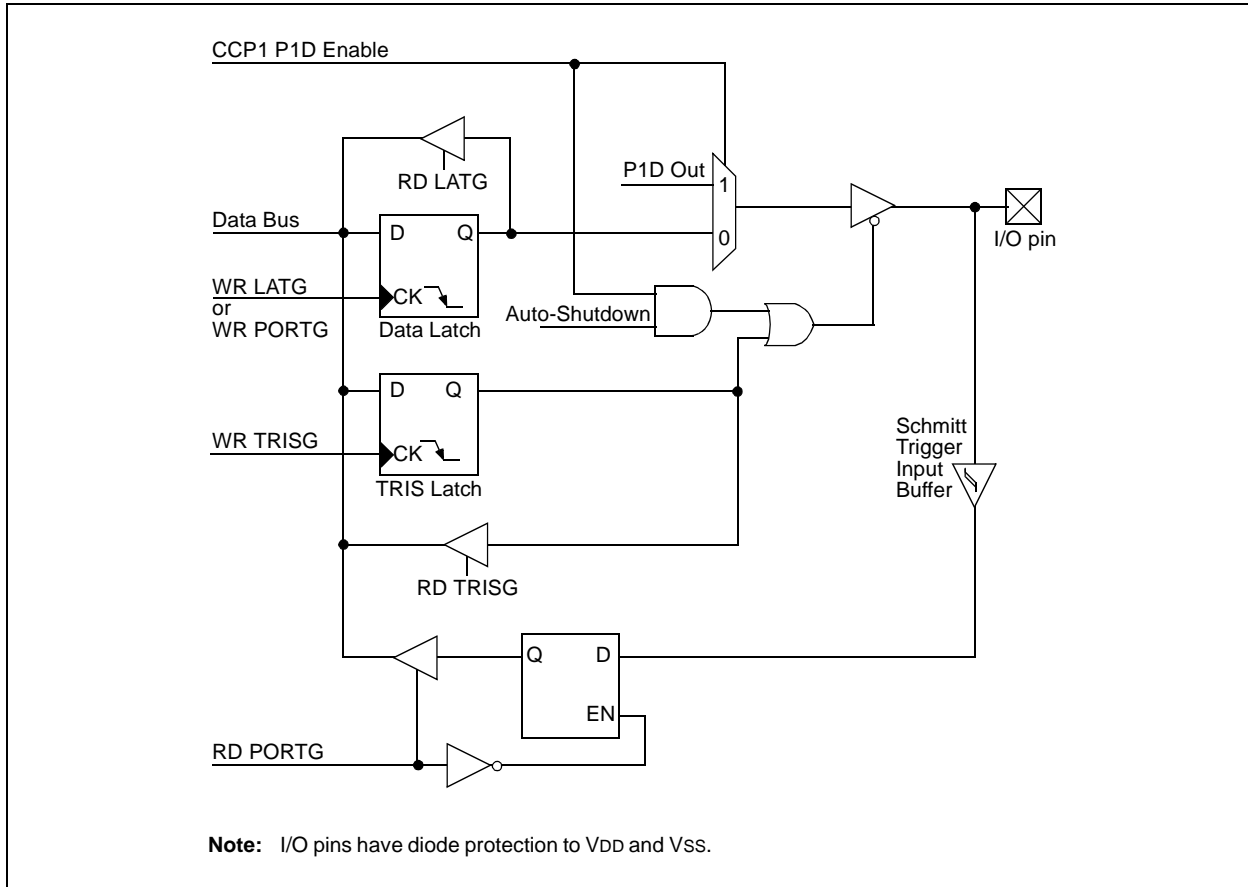 CCP1 P1D Enable
RD LATG
P1D Out
1
Data Bus
D
Q
0
I/O pin
WR LATG
or
WR PORTG
CK
Data Latch
Auto-Shutdown
D
Q
WR TRISG
CK
TRIS Latch
Schmitt
Trigger
Input
Buffer
RD TRISG
Q
D
EN
RD PORTG
Note: I/O pins have diode protection to VDD and VSS.